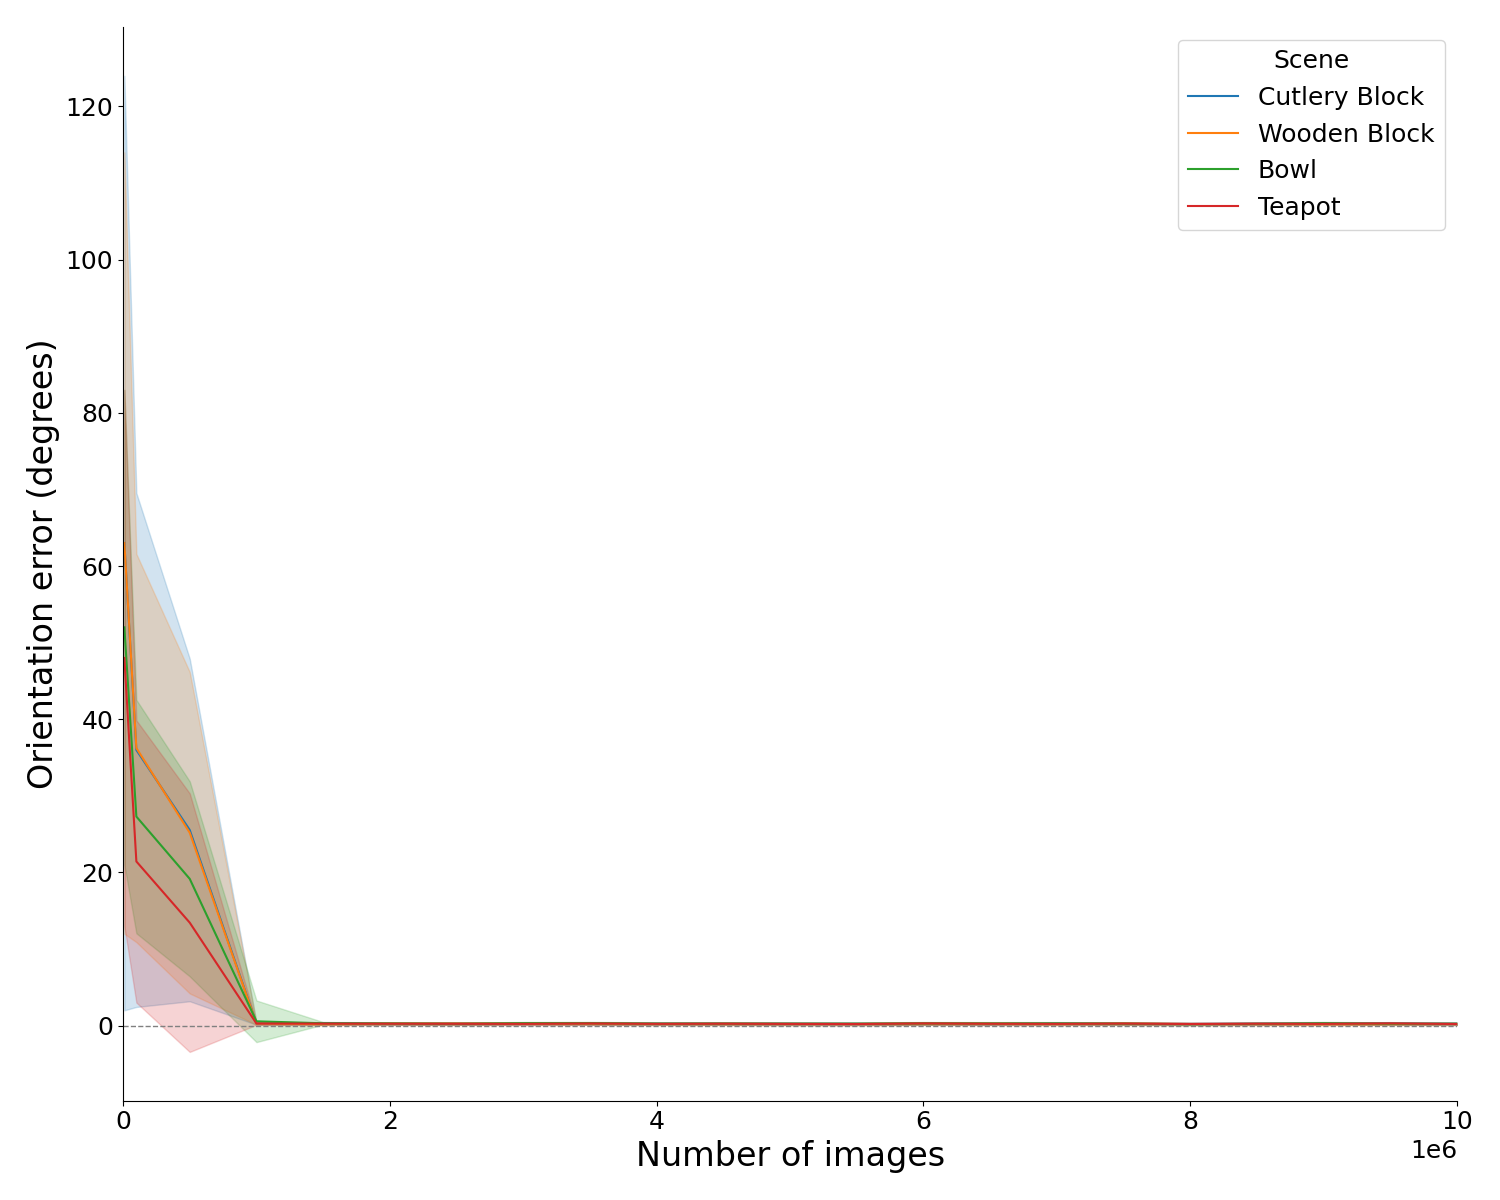 Scene
Cutlery Block
Wooden Block
Bowl
Teapot
Orientation error (degrees)
120
100
80
60
40
20
0
0 2 4 6 8 10
1e6
Number of images